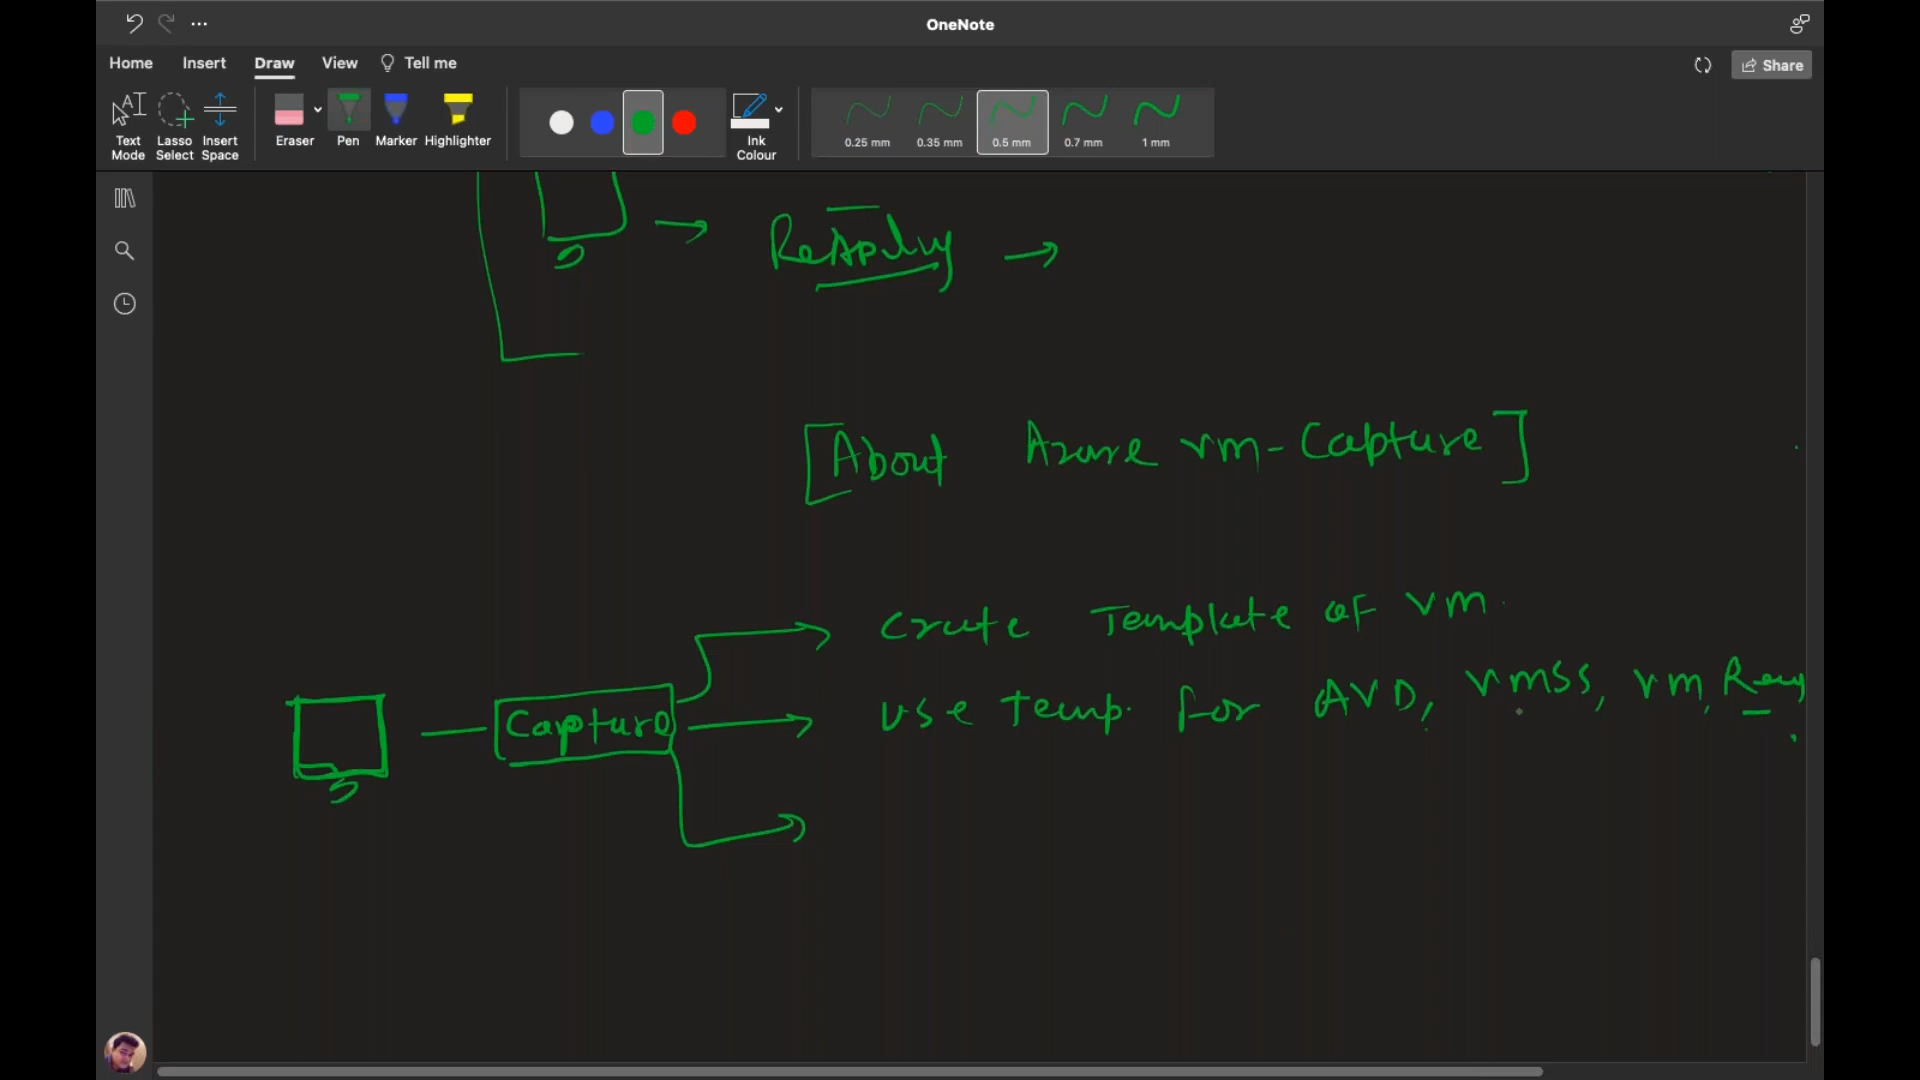 OneNote
Home Insert Draw View Tell me
Share
Text Mode
Lasso Select
Insert Space
Eraser
Pen
Marker
Highlighter
Ink Colour
0.25 mm
0.35 mm
0.5 mm
0.7 mm
1 mm
[About Azure vm-Capture]
Template of vm.
Capture
Use Temp. for AVD, vmss, vm,